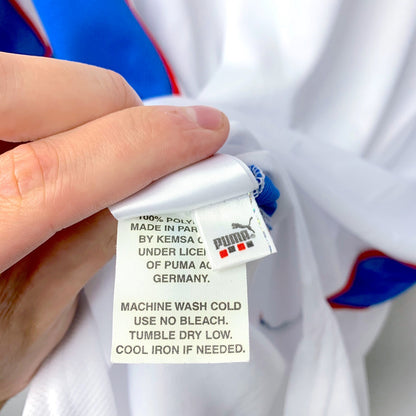 100% POLY
MADE IN PAR
BY KEMSA
UNDER LICE
OF PUMA A
GERMANY.
MACHINE WASH COLD
USE NO BLEACH.
TUMBLE DRY LOW.
COOL IRON IF NEEDED.
PUMA